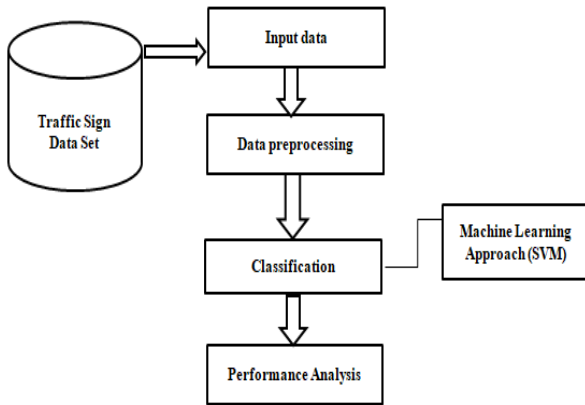 Input data
Traffic Sign
Data Set
Data preprocessing
Machine Learning
Approach (SVM)
Classification
Performance Analysis